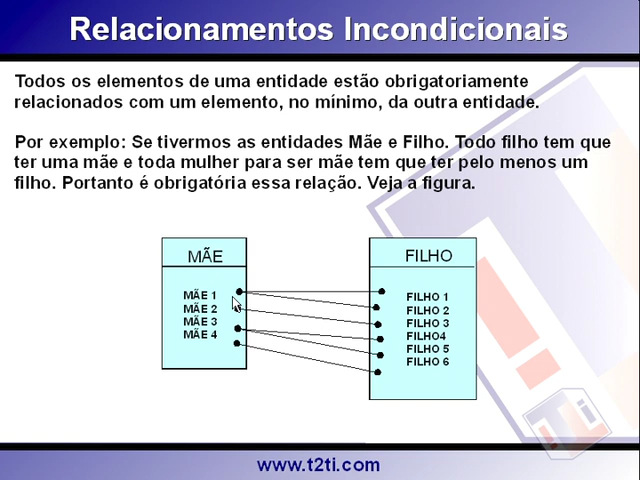 Relacionamentos Incondicionais
Todos os elementos de uma entidade estão obrigatoriamente
relacionados com um elemento, no mínimo, da outra entidade.
Por exemplo: Se tivermos as entidades Mãe e Filho. Todo filho tem que
ter uma mãe e toda mulher para ser mãe tem que ter pelo menos um
filho. Portanto é obrigatória essa relação. Veja a figura.
MÃE
MÃE 1
MÃE 2
MÃE 3
MÃE 4
FILHO
FILHO 1
FILHO 2
FILHO 3
FILHO4
FILHO 5
FILHO 6
www.t2ti.com